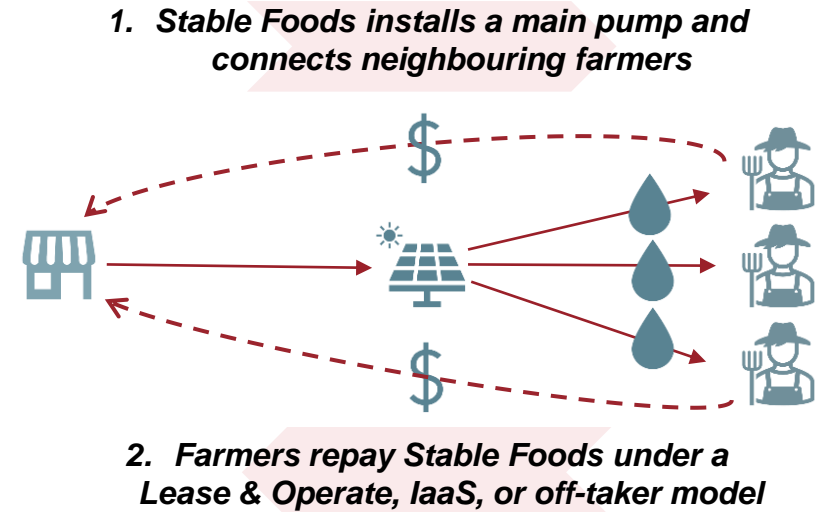 1. Stable Foods installs a main pump and
connects neighbouring farmers
$
$
2. Farmers repay Stable Foods under a
Lease & Operate, IaaS, or off-taker model